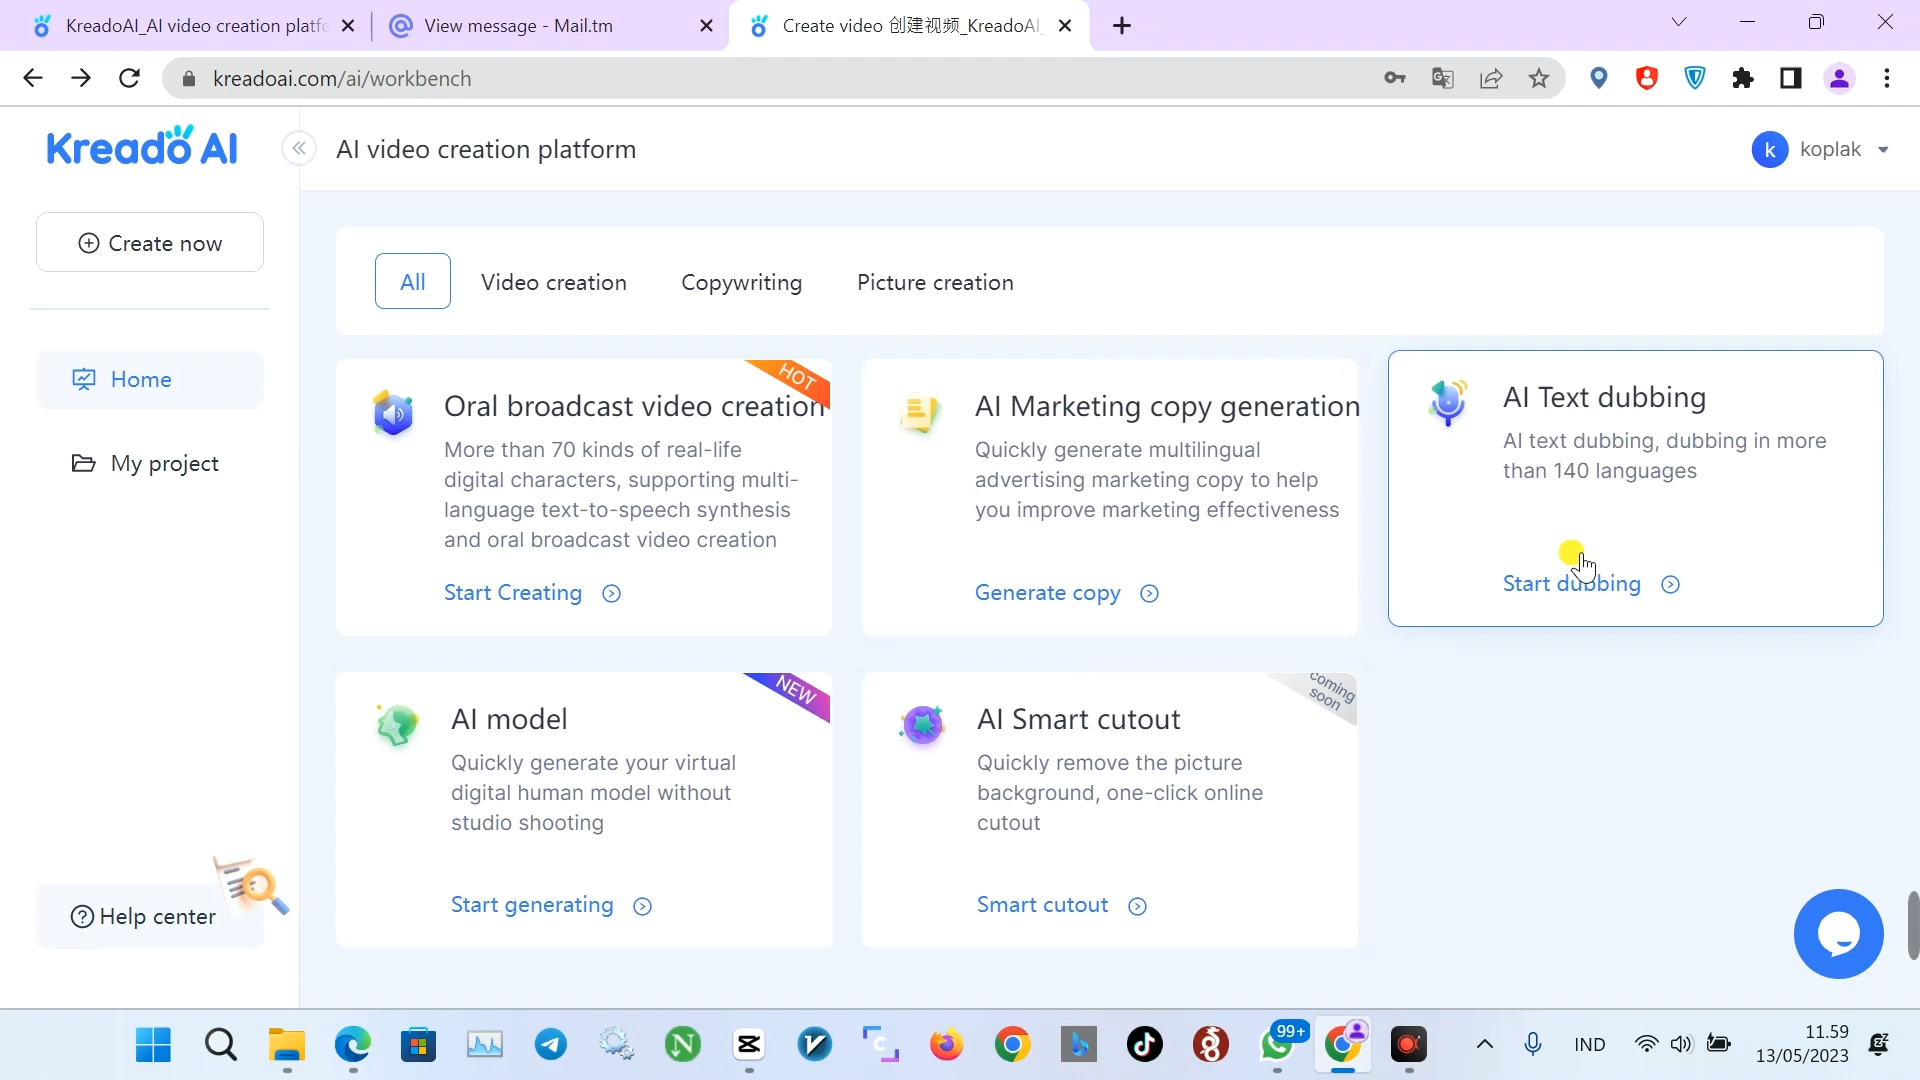 KreadoAI_AI video creation platfo
View message - Mail.tm
Create video 创建视频_KreadoAI_
kreadoai.com/ai/workbench
Kreado AI
AI video creation platform
k
koplak
Create now
All
Video creation
Copywriting
Picture creation
Home
My project
Help center
HOT
Oral broadcast video creation
More than 70 kinds of real-life
digital characters, supporting multi-
language text-to-speech synthesis
and oral broadcast video creation
Start Creating
AI Marketing copy generation
Quickly generate multilingual
advertising marketing copy to help
you improve marketing effectiveness
Generate copy
AI Text dubbing
AI text dubbing, dubbing in more
than 140 languages
Start dubbing
NEW
AI model
Quickly generate your virtual
digital human model without
studio shooting
Start generating
coming
soon
AI Smart cutout
Quickly remove the picture
background, one-click online
cutout
Smart cutout
99+
IND
11.59
13/05/2023